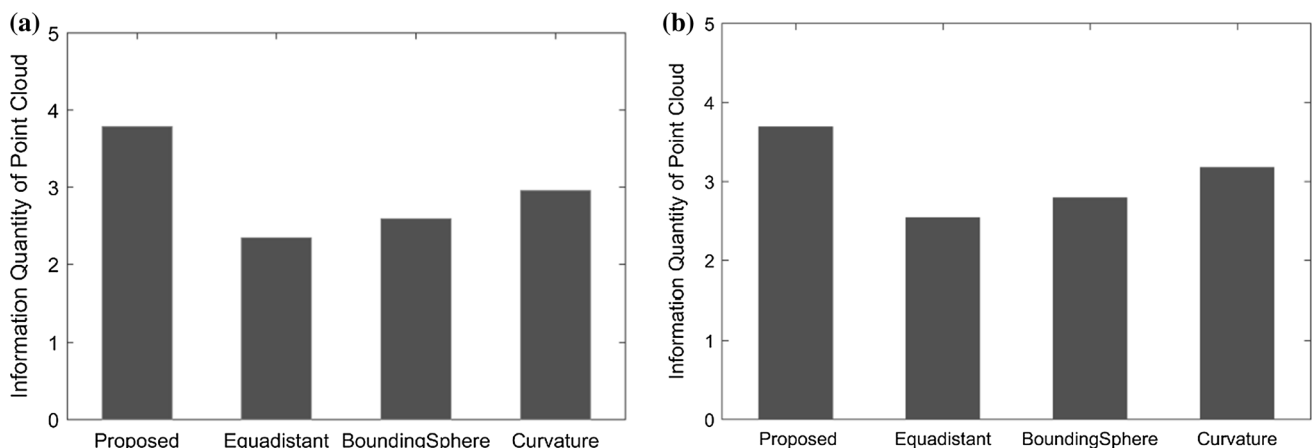 (a)
Information Quantity of Point Cloud
5
4
3
2
1
0
Proposed Equadistant BoundingSphere Curvature
(b)
Information Quantity of Point Cloud
5
4
3
2
1
0
Proposed Equadistant BoundingSphere Curvature